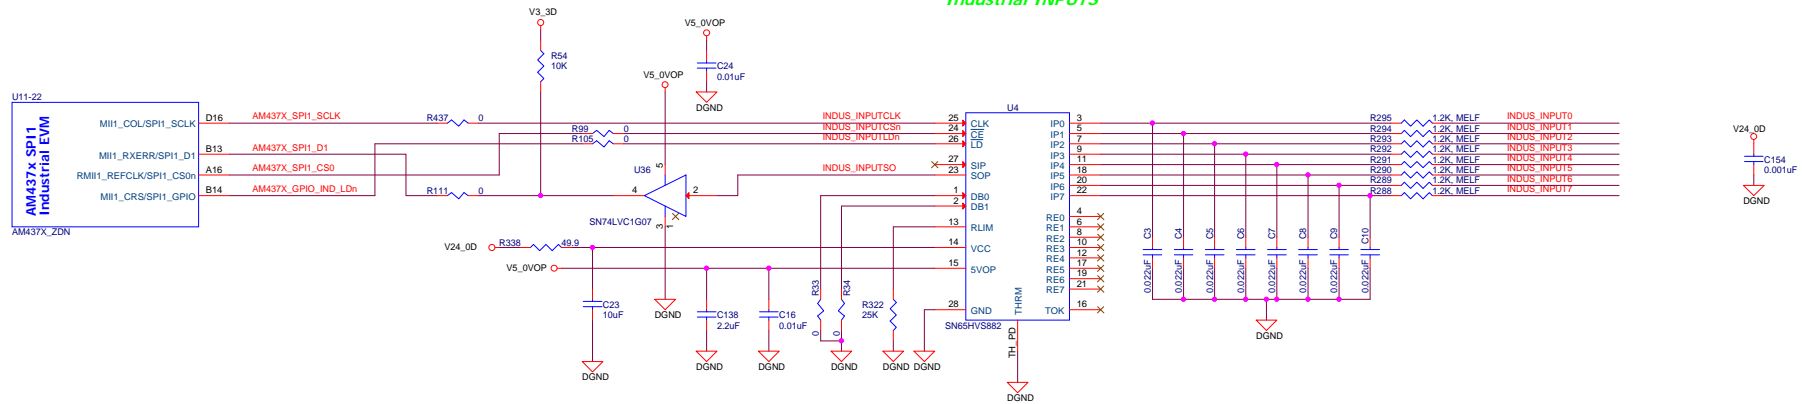 Industrial INPUTS
V3_3D
V5_0VOP
R54
10K
C24
0.01uF
V5_0VOP
DGND
U11-22
AM437x SPI1
Industrial EVM
MII1_COL/SPI1_SCLK
D16
AM437X_SPI1_SCLK
MII1_RXERR/SPI1_D1
B13
AM437X_SPI1_D1
RMII1_REFCLK/SPI1_CS0n
A16
AM437X_SPI1_CS0
MII1_CRS/SPI1_GPIO
B14
AM437X_GPIO_IND_LDn
AM437X_ZDN
R437
0
R99
0
R105
0
R111
0
U36
5
4
2
3
1
SN74LVC1G07
DGND
INDUS_INPUTCLK
INDUS_INPUTCSn
INDUS_INPUTLDn
INDUS_INPUTSO
U4
25
CLK
24
CE
26
LD
27
SIP
23
SOP
1
DB0
2
DB1
13
RLIM
14
VCC
15
5VOP
28
GND
THRM
TH_PD
SN65HVS882
DGND
IP0
3
IP1
5
IP2
7
IP3
9
IP4
11
IP5
18
IP6
20
IP7
22
RE0
4
RE1
6
RE2
8
RE3
10
RE4
12
RE5
17
RE6
19
RE7
21
TOK
16
R295
1.2K, MELF
INDUS_INPUT0
R294
1.2K, MELF
INDUS_INPUT1
R293
1.2K, MELF
INDUS_INPUT2
R292
1.2K, MELF
INDUS_INPUT3
R291
1.2K, MELF
INDUS_INPUT4
R290
1.2K, MELF
INDUS_INPUT5
R289
1.2K, MELF
INDUS_INPUT6
R288
1.2K, MELF
INDUS_INPUT7
V24_0D
C154
0.001uF
DGND
V24_0D
R338
49.9
V5_0VOP
C23
10uF
DGND
C138
2.2uF
DGND
C16
0.01uF
DGND
R33
0
R34
0
DGND
R322
25K
DGND
DGND
C3
0.022uF
C4
0.022uF
C5
0.022uF
C6
0.022uF
C7
0.022uF
C8
0.022uF
C9
0.022uF
C10
0.022uF
DGND